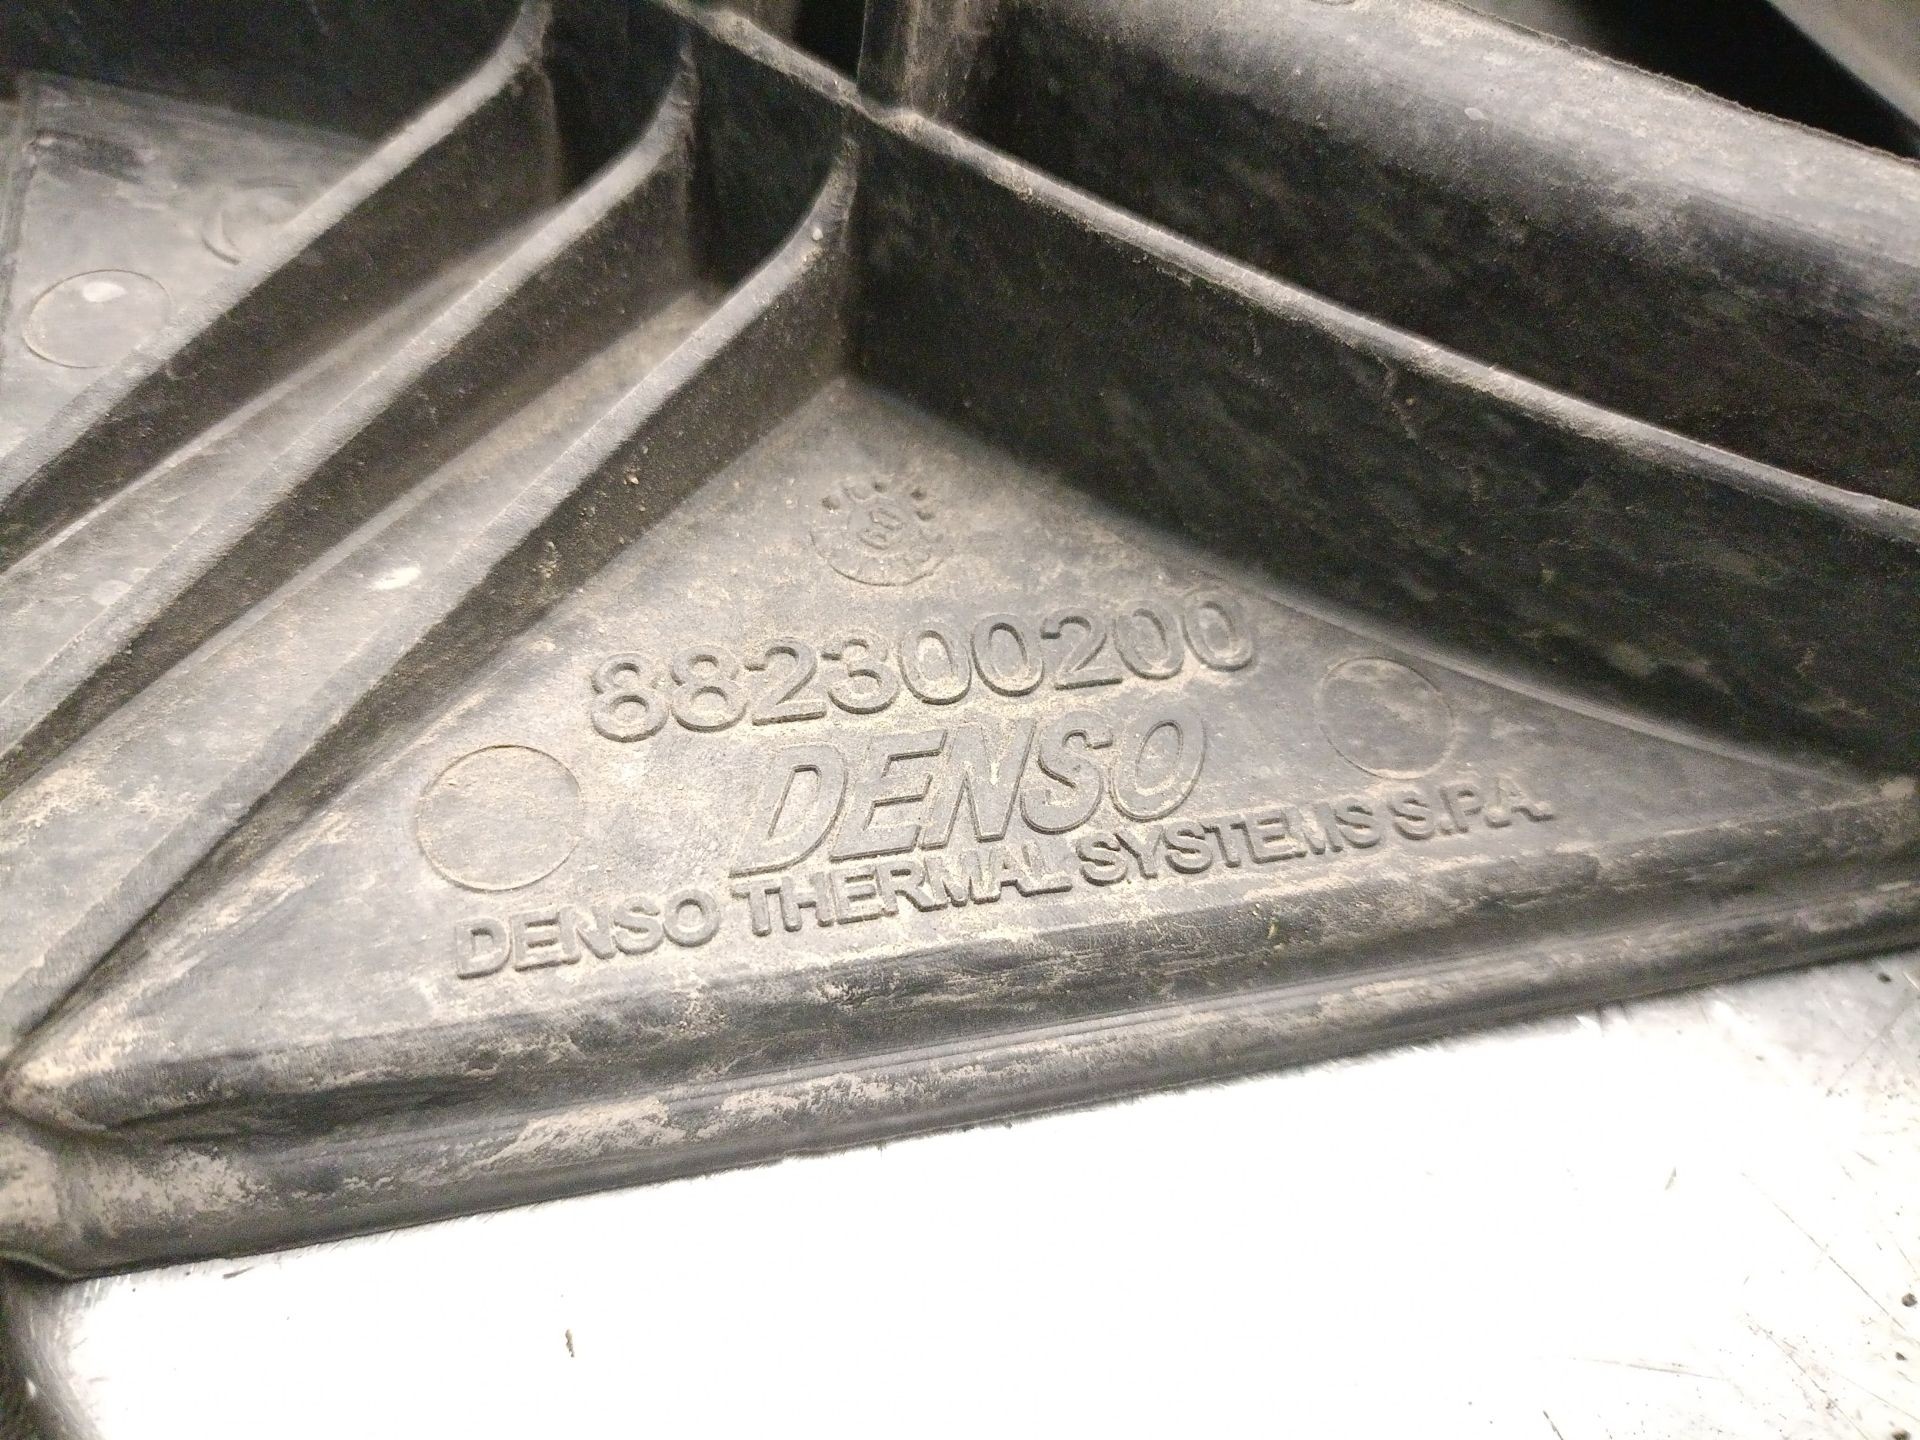 882300200
DENSO
DENSO THERMAL SYSTEMS S.P.A.